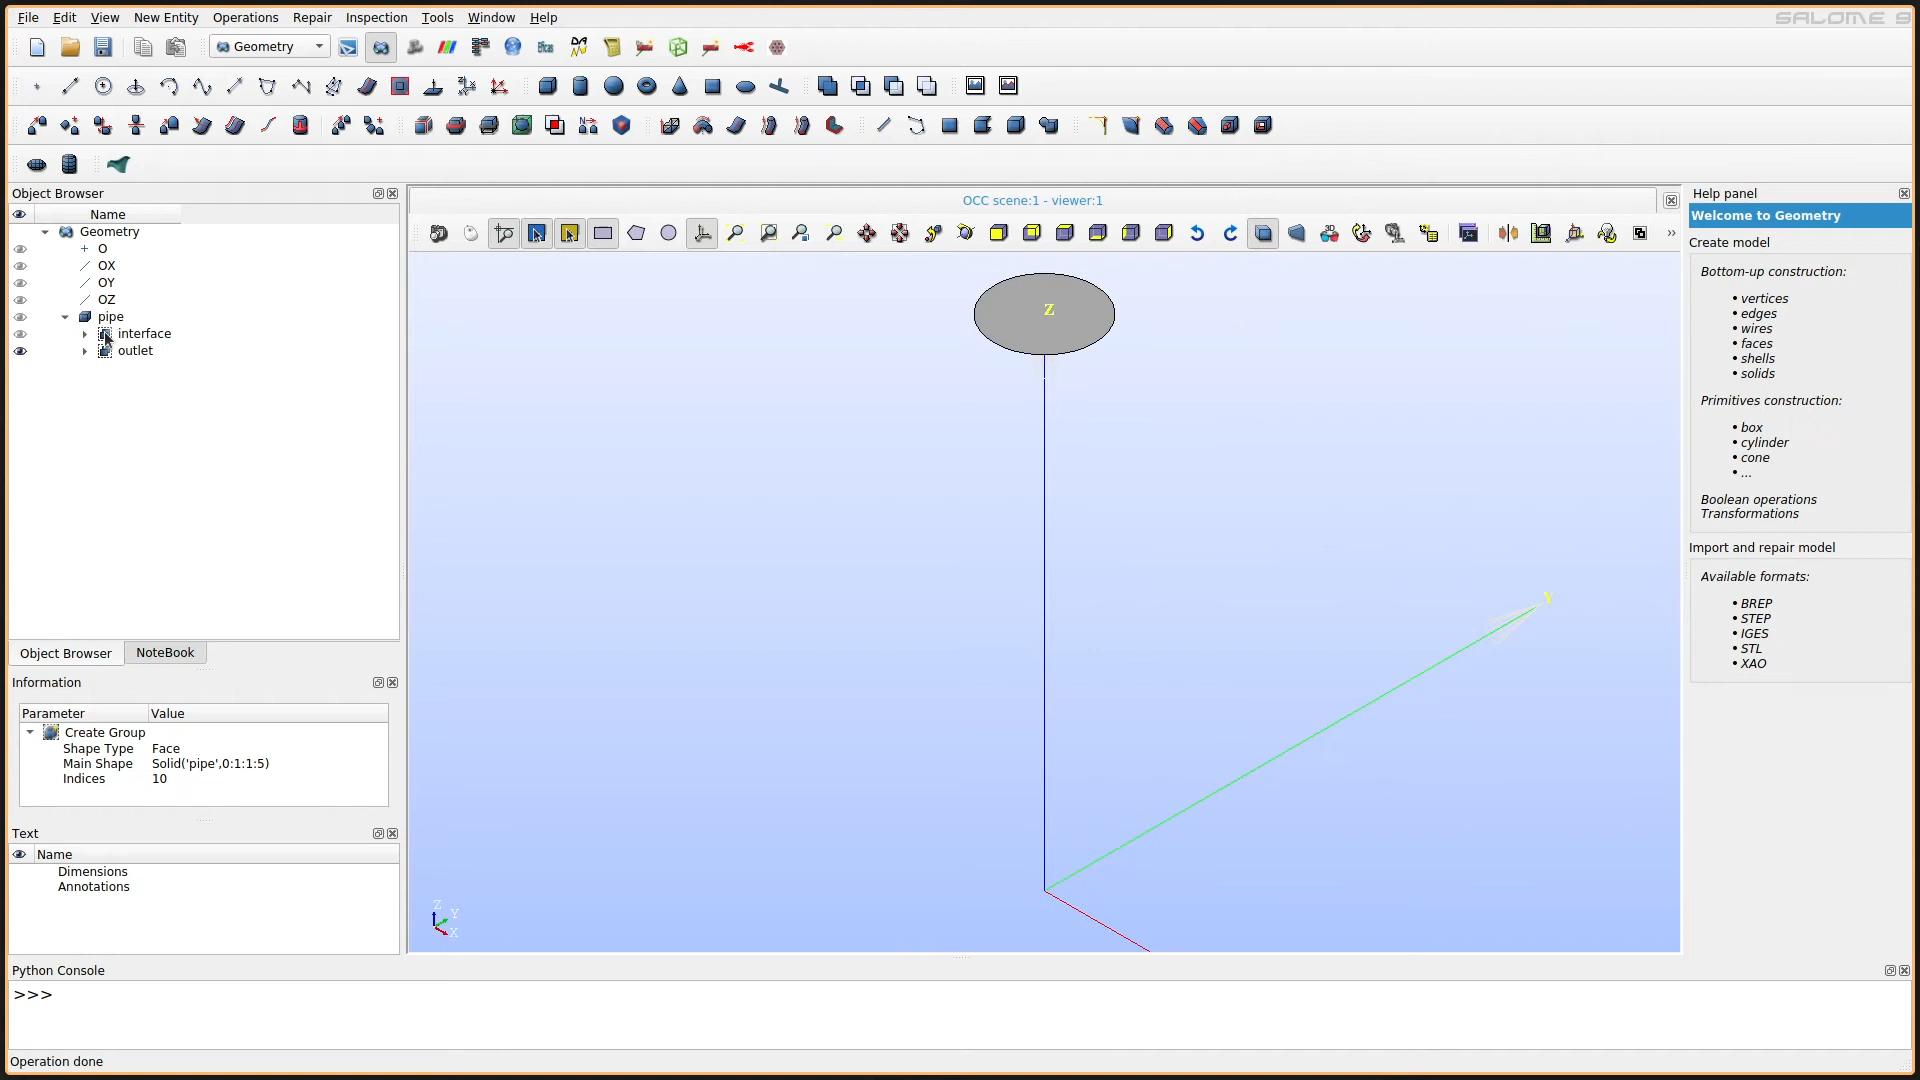 File Edit View New Entity Operations Repair Inspection Tools Window Help
SALOME 9
Geometry
Object Browser
Name
Geometry
O
OX
OY
OZ
pipe
interface
outlet
Object Browser NoteBook
Information
Parameter Value
Create Group
Shape Type Face
Main Shape Solid('pipe',0:1:1:5)
Indices 10
Text
Name
Dimensions
Annotations
OCC scene:1 - viewer:1
Z
Y
Z
Y
X
Help panel
Welcome to Geometry
Create model
Bottom-up construction:
• vertices
• edges
• wires
• faces
• shells
• solids
Primitives construction:
• box
• cylinder
• cone
• ...
Boolean operations
Transformations
Import and repair model
Available formats:
• BREP
• STEP
• IGES
• STL
• XAO
Python Console
>>>
Operation done